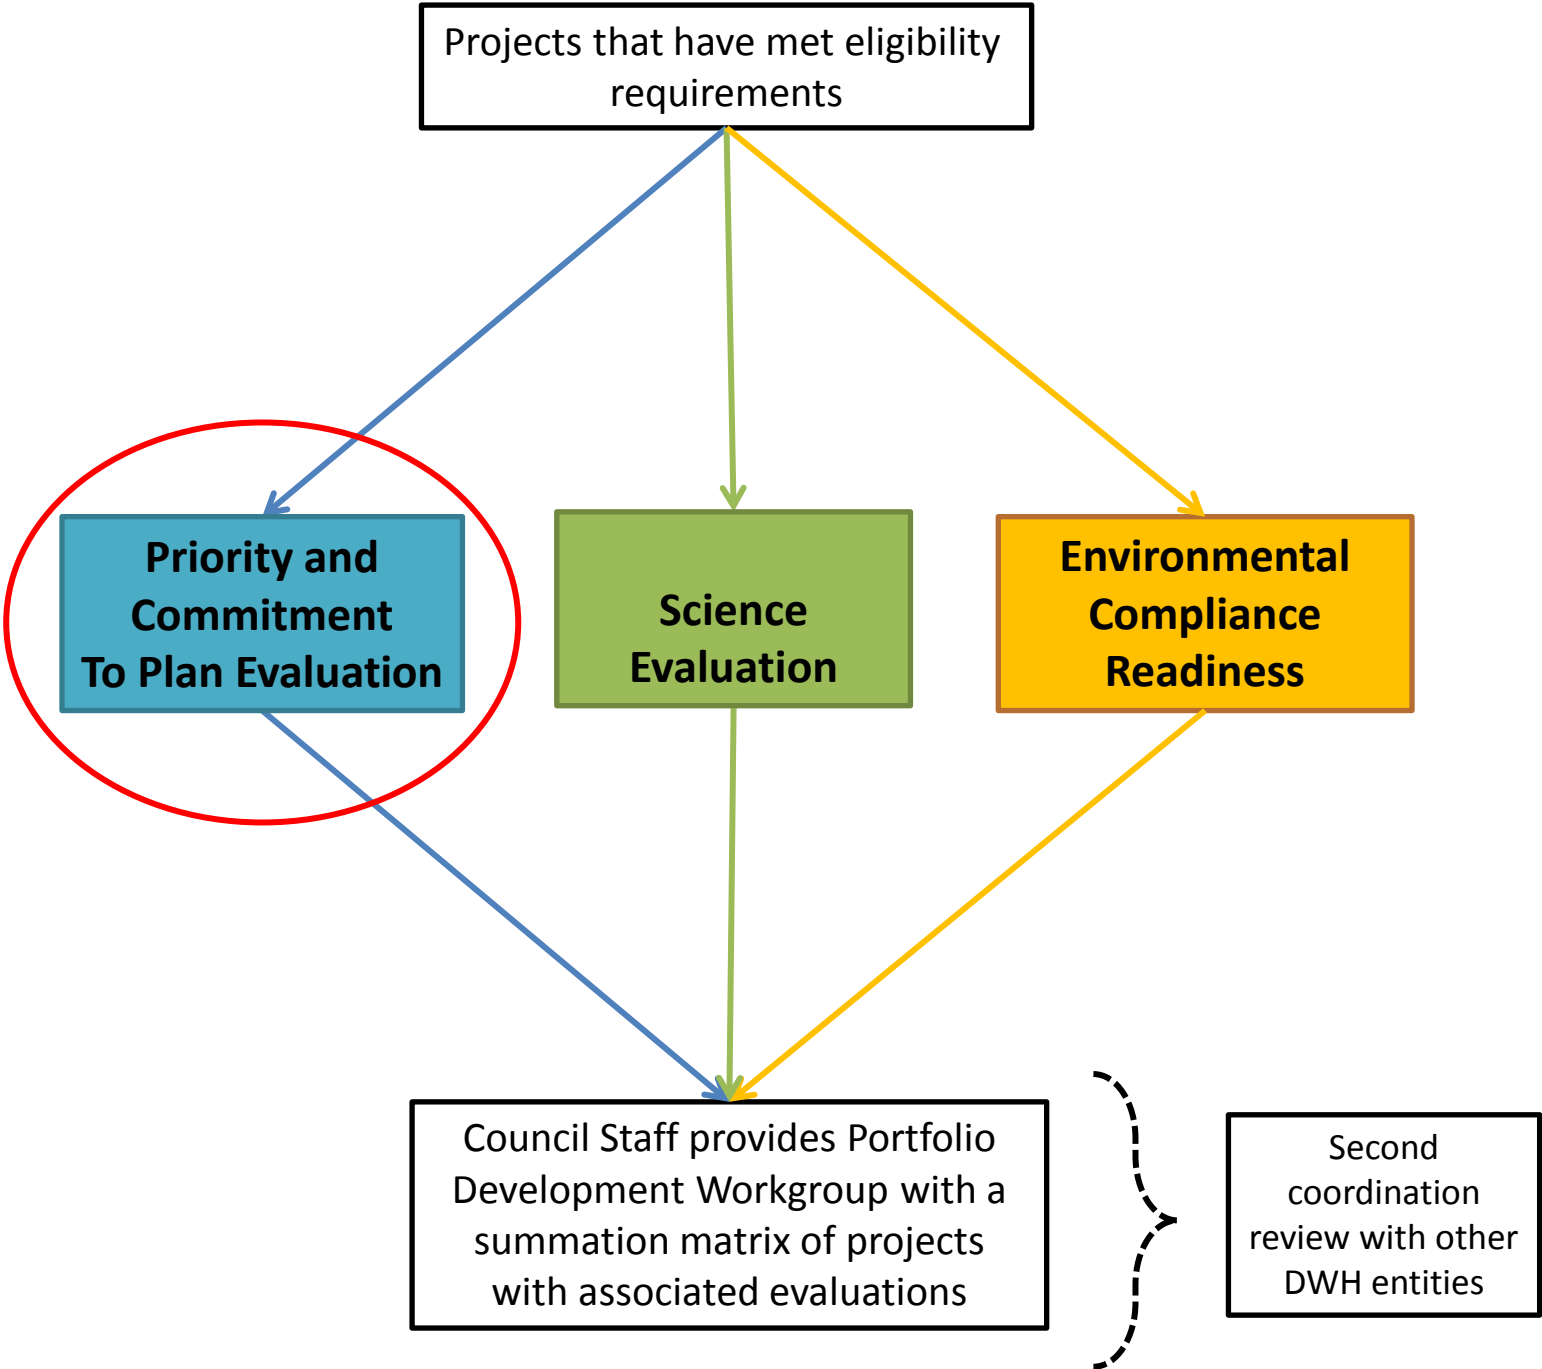 Projects that have met eligibility
requirements
Priority and
Commitment
To Plan Evaluation
Science
Evaluation
Environmental
Compliance
Readiness
Council Staff provides Portfolio
Development Workgroup with a
summation matrix of projects
with associated evaluations
Second
coordination
review with other
DWH entities